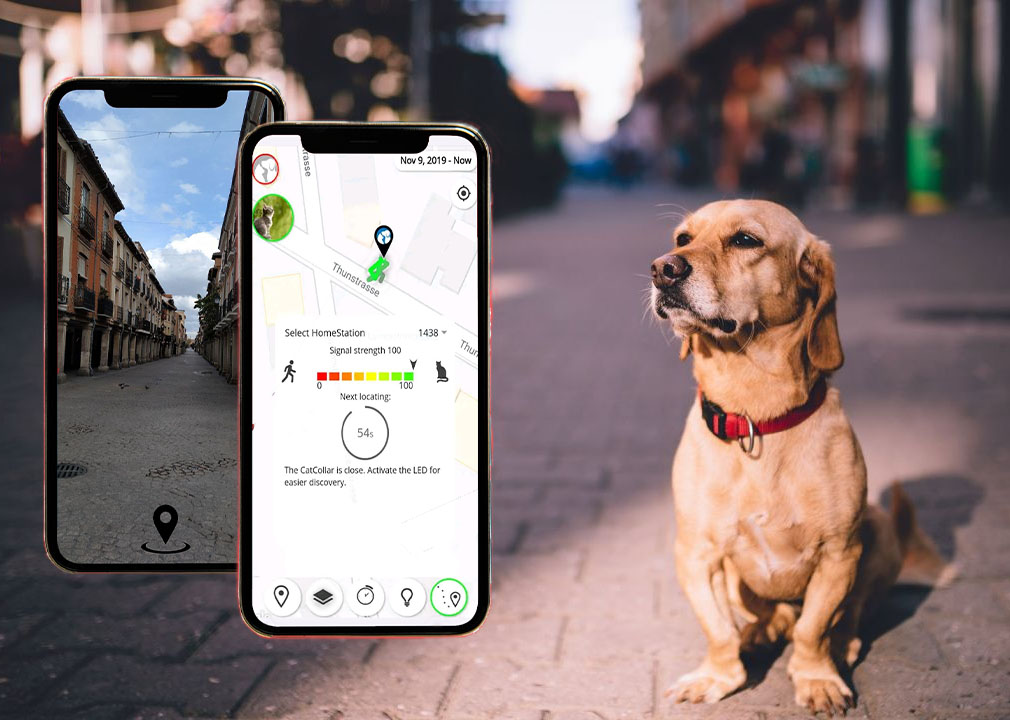 Nov 9, 2019 - Now
rasse
Thunstrasse
Select HomeStation 1438
Thun
Signal strength 100
0 100
Next locating:
54s
The CatCollar is close. Activate the LED for
easier discovery.